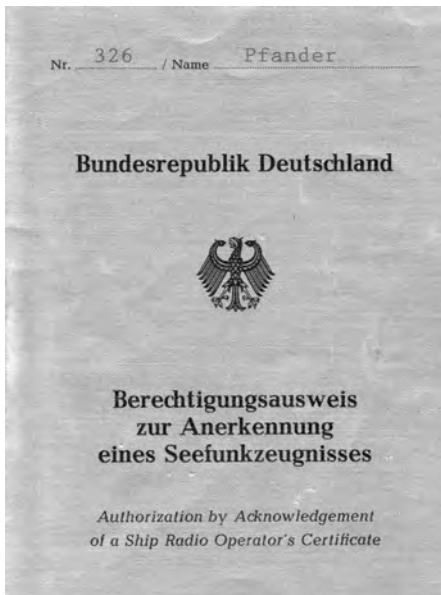 Nr. 326 / Name Pfander
Bundesrepublik Deutschland
Berechtigungsausweis
zur Anerkennung
eines Seefunkzeugnisses
Authorization by Acknowledgement
of a Ship Radio Operator's Certificate